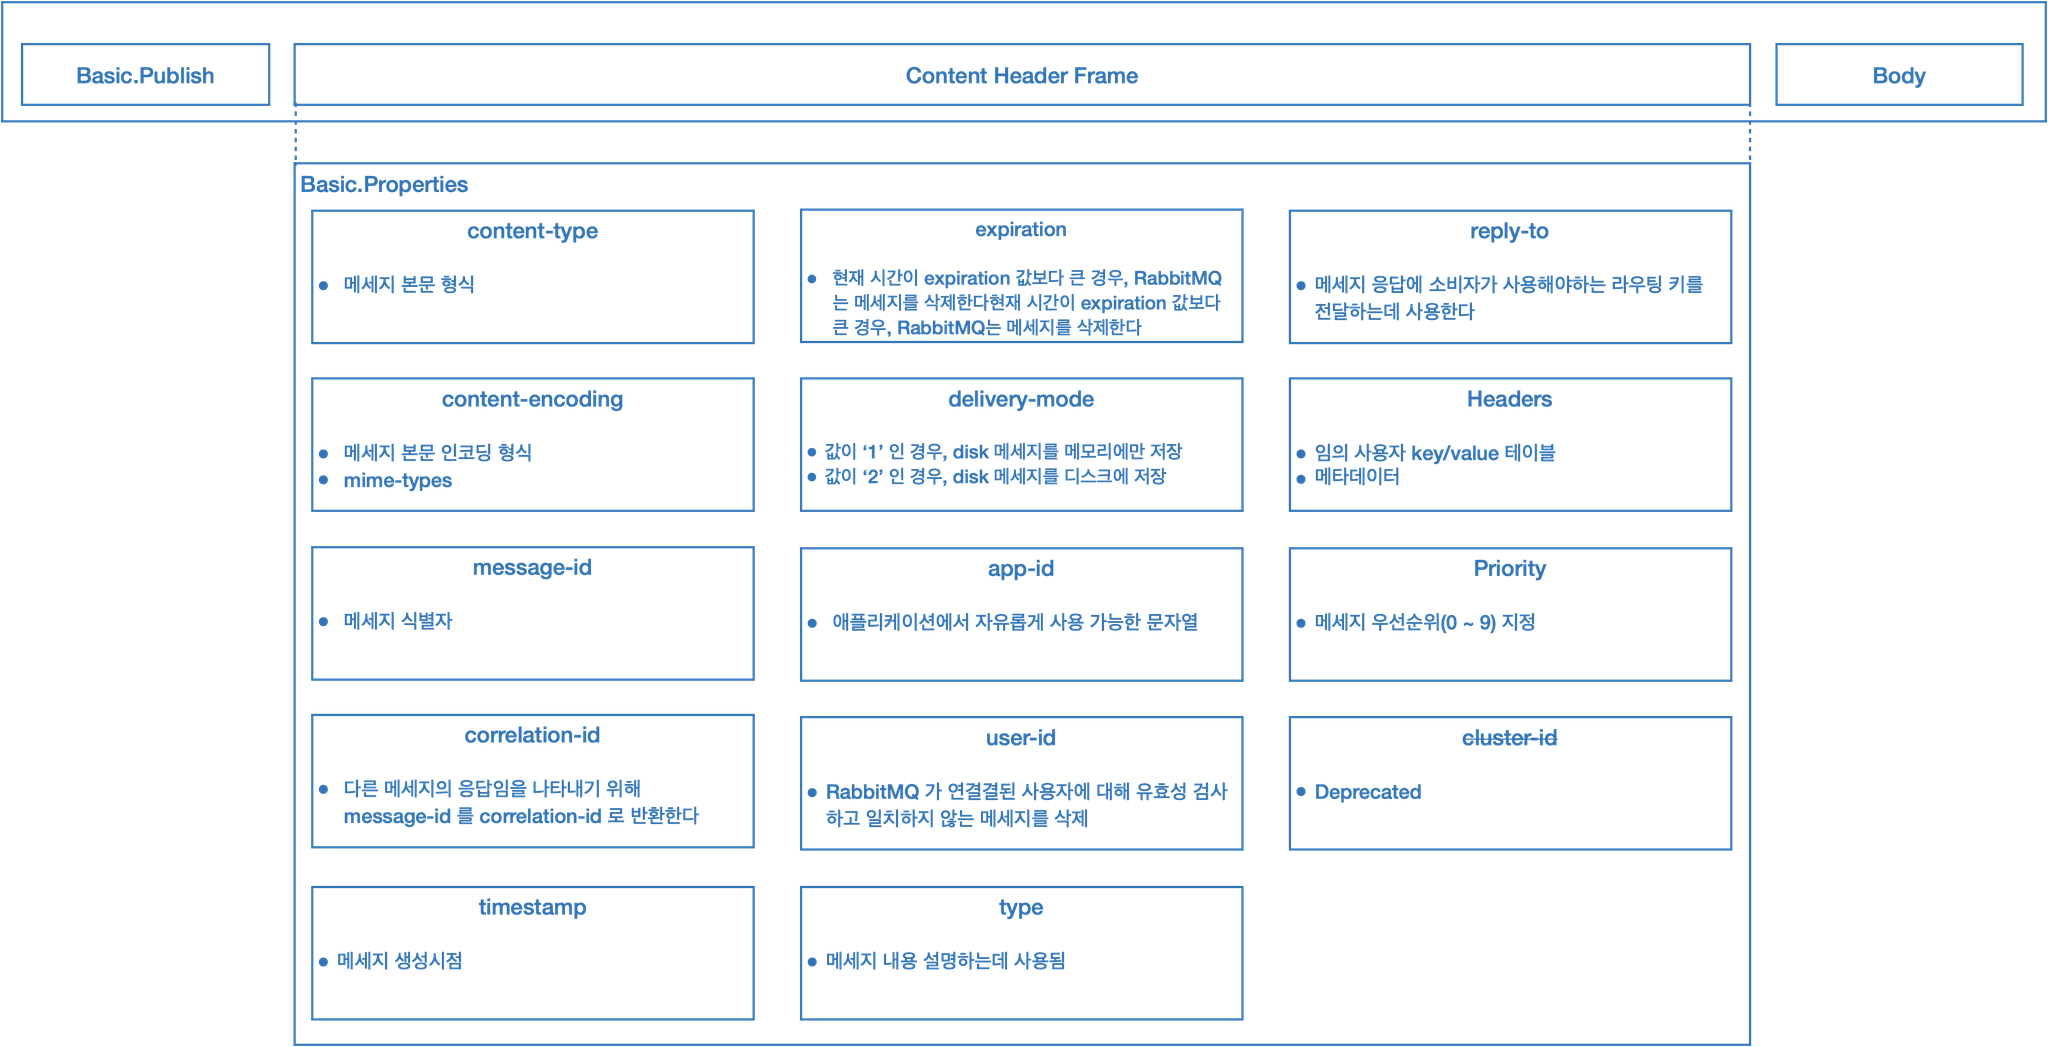 Basic.Publish
Content Header Frame
Body
Basic.Properties
content-type
● 메세지 본문 형식
expiration
● 현재 시간이 expiration 값보다 큰 경우, RabbitMQ
는 메세지를 삭제한다현재 시간이 expiration 값보다
큰 경우, RabbitMQ는 메세지를 삭제한다
reply-to
● 메세지 응답에 소비자가 사용해야하는 라우팅 키를
전달하는데 사용한다
content-encoding
● 메세지 본문 인코딩 형식
● mime-types
delivery-mode
● 값이 ‘1’ 인 경우, disk 메세지를 메모리에만 저장
● 값이 ‘2’ 인 경우, disk 메세지를 디스크에 저장
Headers
● 임의 사용자 key/value 테이블
● 메타데이터
message-id
● 메세지 식별자
app-id
● 애플리케이션에서 자유롭게 사용 가능한 문자열
Priority
● 메세지 우선순위(0 ~ 9) 지정
correlation-id
● 다른 메세지의 응답임을 나타내기 위해
message-id 를 correlation-id 로 반환한다
user-id
● RabbitMQ 가 연결결된 사용자에 대해 유효성 검사
하고 일치하지 않는 메세지를 삭제
cluster-id
● Deprecated
timestamp
● 메세지 생성시점
type
● 메세지 내용 설명하는데 사용됨